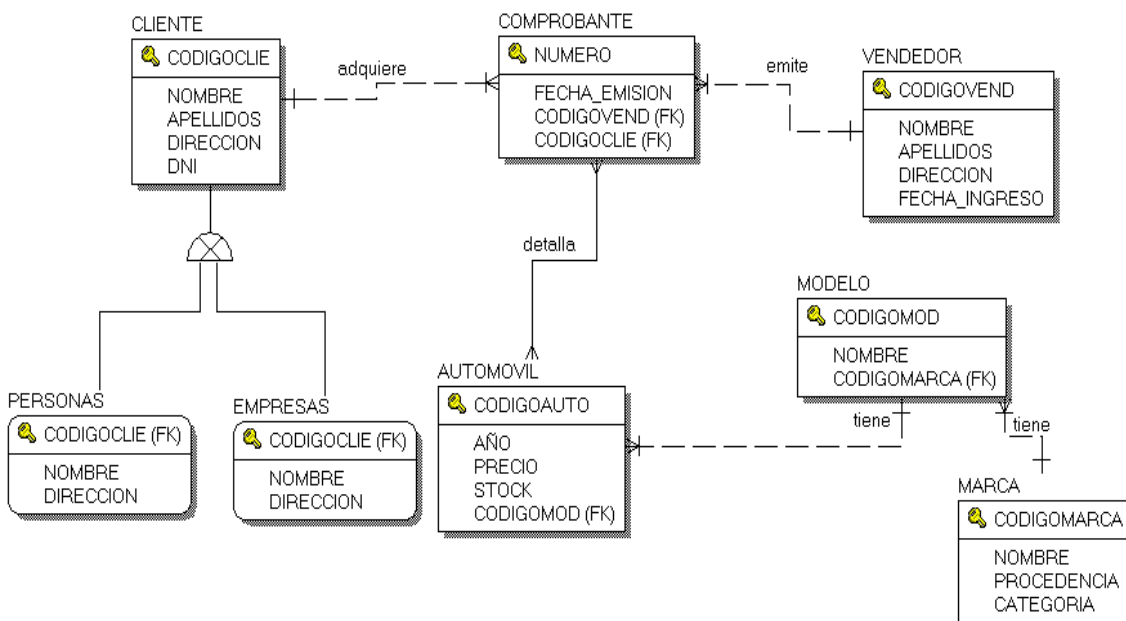 CLIENTE
CODIGOCLIE
NOMBRE
APELLIDOS
DIRECCION
DNI
adquiere
COMPROBANTE
NUMERO
FECHA_EMISION
CODIGOVEND (FK)
CODIGOCLIE (FK)
emite
VENDEDOR
CODIGOVEND
NOMBRE
APELLIDOS
DIRECCION
FECHA_INGRESO
detalla
MODELO
CODIGOMOD
NOMBRE
CODIGOMARCA (FK)
tiene
tiene
PERSONAS
CODIGOCLIE (FK)
NOMBRE
DIRECCION
EMPRESAS
CODIGOCLIE (FK)
NOMBRE
DIRECCION
AUTOMOVIL
CODIGOAUTO
AÑO
PRECIO
STOCK
CODIGOMOD (FK)
MARCA
CODIGOMARCA
NOMBRE
PROCEDENCIA
CATEGORIA